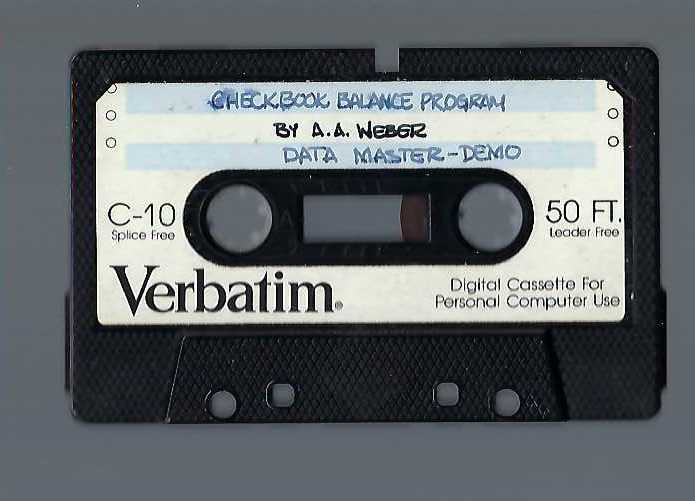 CHECKBOOK BALANCE PROGRAM
BY A.A. WEBER
DATA MASTER-DEMO
C-10
Splice Free
50 FT.
Leader Free
Verbatim®
Digital Cassette For
Personal Computer Use